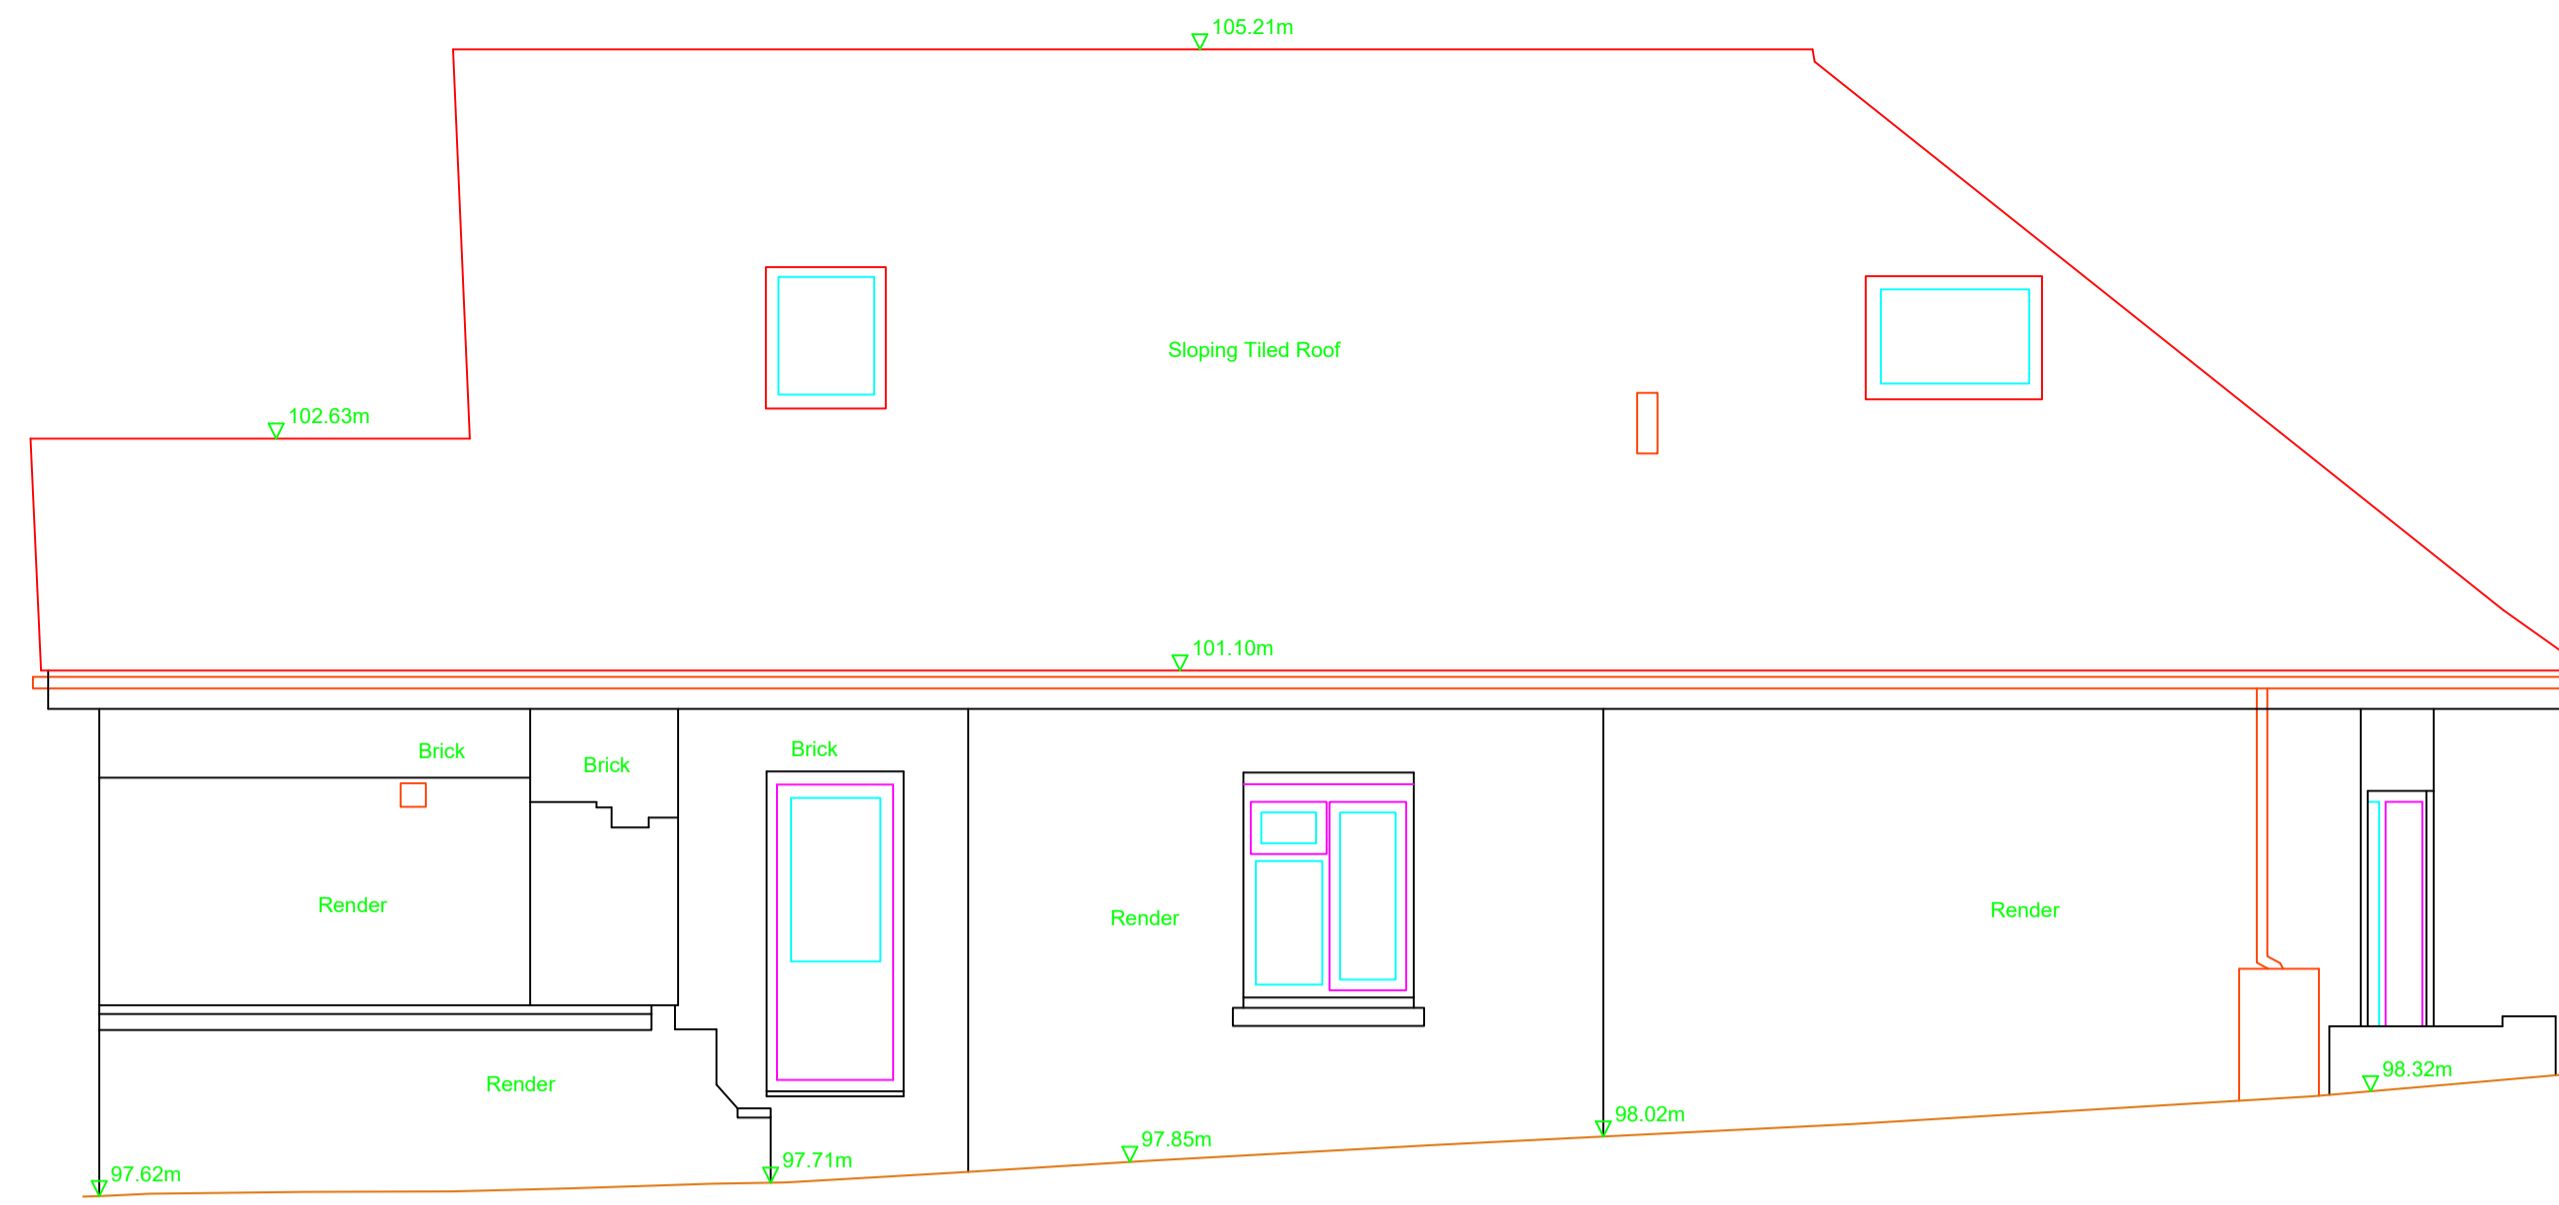 105.21m
Sloping Tiled Roof
102.63m
101.10m
Brick
Brick
Brick
Render
Render
Render
Render
98.32m
98.02m
97.85m
97.71m
97.62m